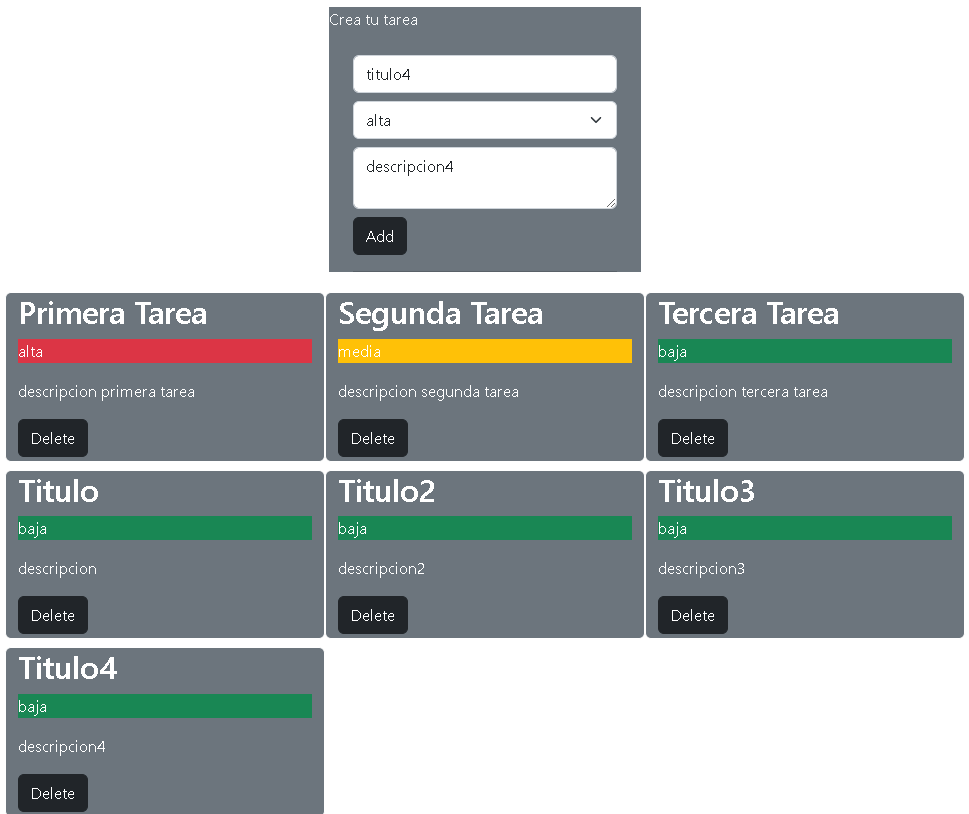 Crea tu tarea
titulo4
alta
descripcion4
Add
Primera Tarea
alta
descripcion primera tarea
Delete
Segunda Tarea
media
descripcion segunda tarea
Delete
Tercera Tarea
baja
descripcion tercera tarea
Delete
Titulo
baja
descripcion
Delete
Titulo2
baja
descripcion2
Delete
Titulo3
baja
descripcion3
Delete
Titulo4
baja
descripcion4
Delete